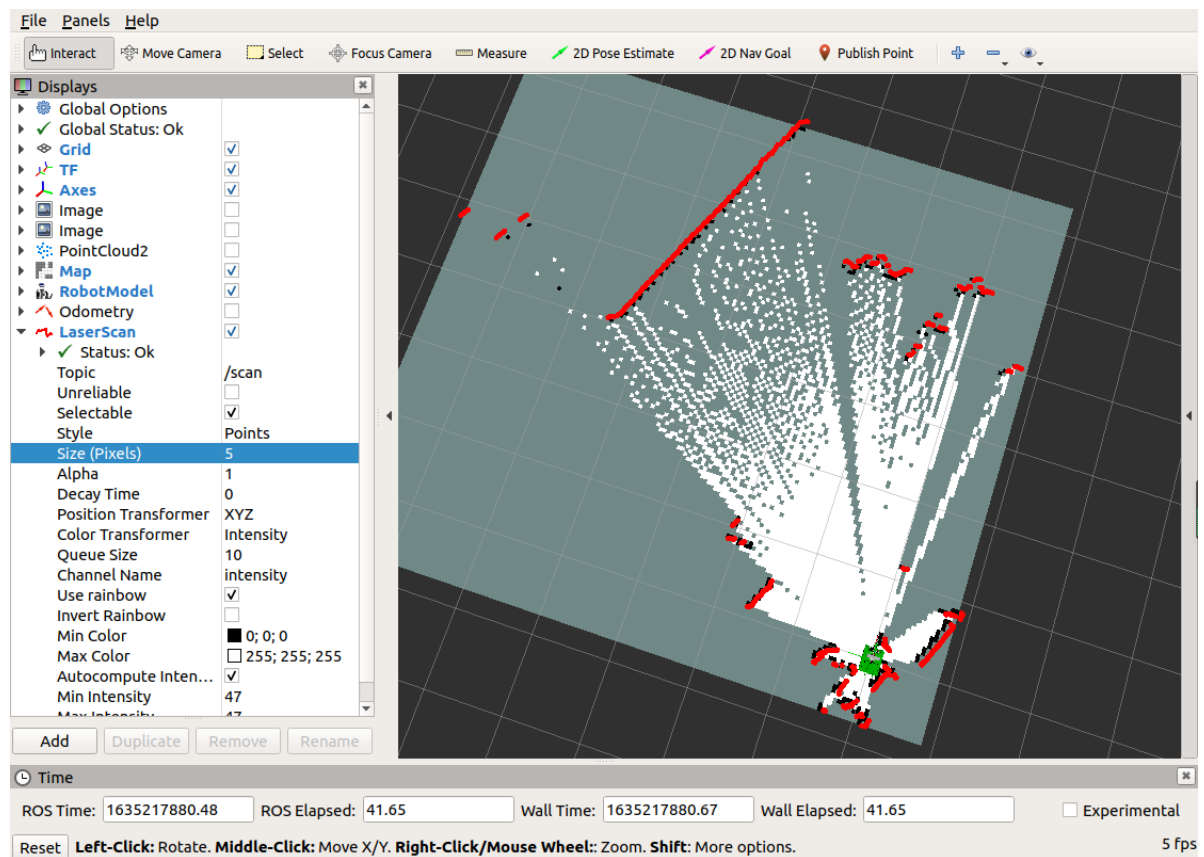 File Panels Help
Interact Move Camera Select Focus Camera Measure 2D Pose Estimate 2D Nav Goal Publish Point
Displays
Global Options
Global Status: Ok
Grid
TF
Axes
Image
Image
PointCloud2
Map
RobotModel
Odometry
LaserScan
Status: Ok
Topic /scan
Unreliable
Selectable
Style Points
Size (Pixels) 5
Alpha 1
Decay Time 0
Position Transformer XYZ
Color Transformer Intensity
Queue Size 10
Channel Name intensity
Use rainbow
Invert Rainbow
Min Color 0; 0; 0
Max Color 255; 255; 255
Autocompute Inten...
Min Intensity 47
Max Intensity 47
Add Duplicate Remove Rename
Time
ROS Time: 1635217880.48 ROS Elapsed: 41.65 Wall Time: 1635217880.67 Wall Elapsed: 41.65 Experimental
Reset Left-Click: Rotate. Middle-Click: Move X/Y. Right-Click/Mouse Wheel:: Zoom. Shift: More options. 5 fps